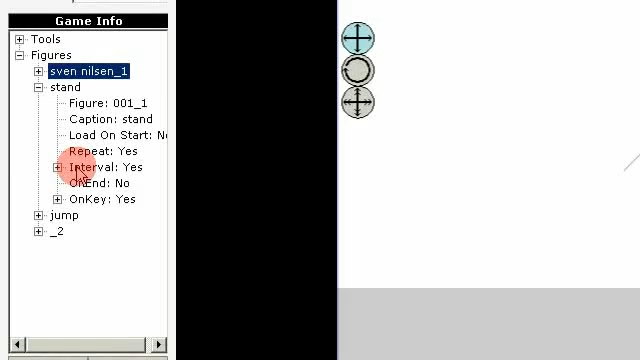 Game Info
Tools
Figures
sven nilsen_1
stand
Figure: 001_1
Caption: stand
Load On Start: No
Repeat: Yes
Interval: Yes
OnEnd: No
OnKey: Yes
jump
_2